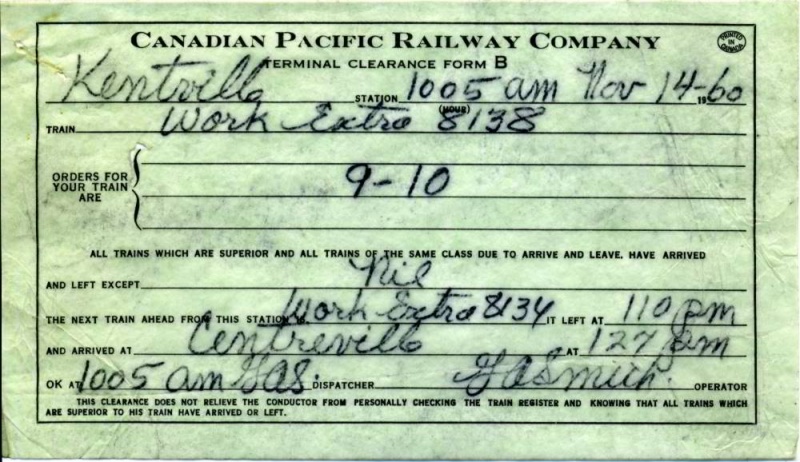 CANADIAN PACIFIC RAILWAY COMPANY
PRINTED IN CANADA
TERMINAL CLEARANCE FORM B
Kentville STATION 1005 am Nov 14-1960
(HOUR)
TRAIN Work Extra 8138
ORDERS FOR
YOUR TRAIN
ARE
9-10
ALL TRAINS WHICH ARE SUPERIOR AND ALL TRAINS OF THE SAME CLASS DUE TO ARRIVE AND LEAVE, HAVE ARRIVED
AND LEFT EXCEPT Nil
THE NEXT TRAIN AHEAD FROM THIS STATION IS Work Extra 8134 IT LEFT AT 110 pm
AND ARRIVED AT Centreville AT 127 pm
OK AT 1005 am GAS. DISPATCHER GASmith. OPERATOR
THIS CLEARANCE DOES NOT RELIEVE THE CONDUCTOR FROM PERSONALLY CHECKING THE TRAIN REGISTER AND KNOWING THAT ALL TRAINS WHICH
ARE SUPERIOR TO HIS TRAIN HAVE ARRIVED OR LEFT.